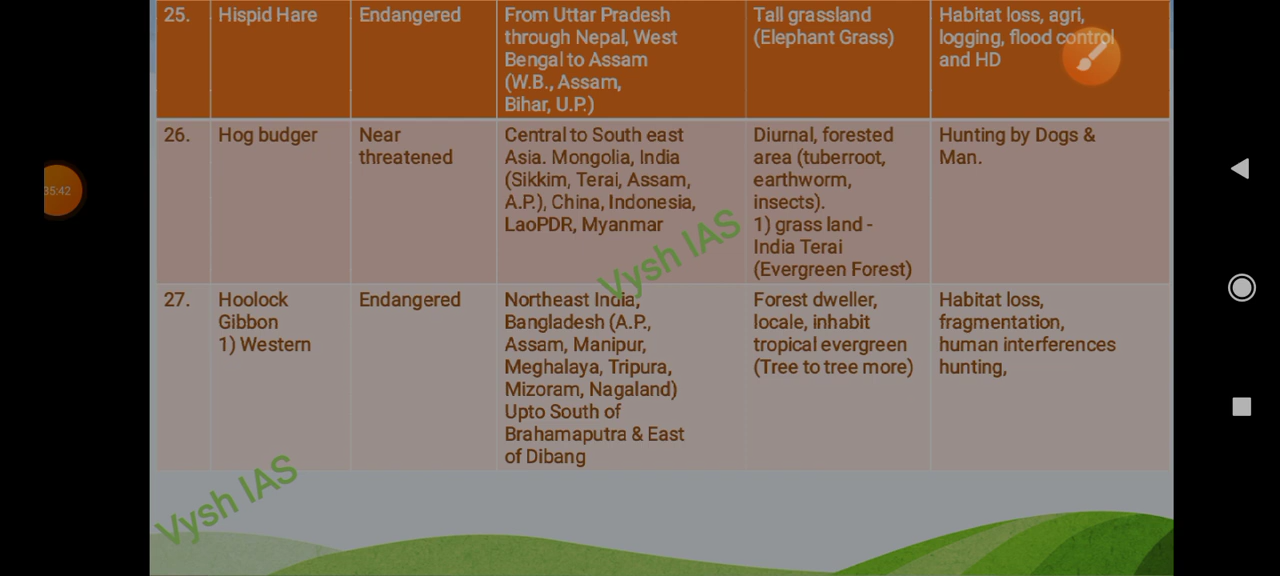 25.
Hispid Hare
Endangered
From Uttar Pradesh
through Nepal, West
Bengal to Assam
(W.B., Assam,
Bihar, U.P.)
Tall grassland
(Elephant Grass)
Habitat loss, agri,
logging, flood control
and HD
26.
Hog budger
Near
threatened
Central to South east
Asia. Mongolia, India
(Sikkim, Terai, Assam,
A.P.), China, Indonesia,
LaoPDR, Myanmar
Diurnal, forested
area (tuberroot,
earthworm,
insects).
1) grass land -
India Terai
(Evergreen Forest)
Hunting by Dogs &
Man.
27.
Hoolock
Gibbon
1) Western
Endangered
Northeast India,
Bangladesh (A.P.,
Assam, Manipur,
Meghalaya, Tripura,
Mizoram, Nagaland)
Upto South of
Brahamaputra & East
of Dibang
Forest dweller,
locale, inhabit
tropical evergreen
(Tree to tree more)
Habitat loss,
fragmentation,
human interferences
hunting,
35:42
Vysh IAS
Vysh IAS